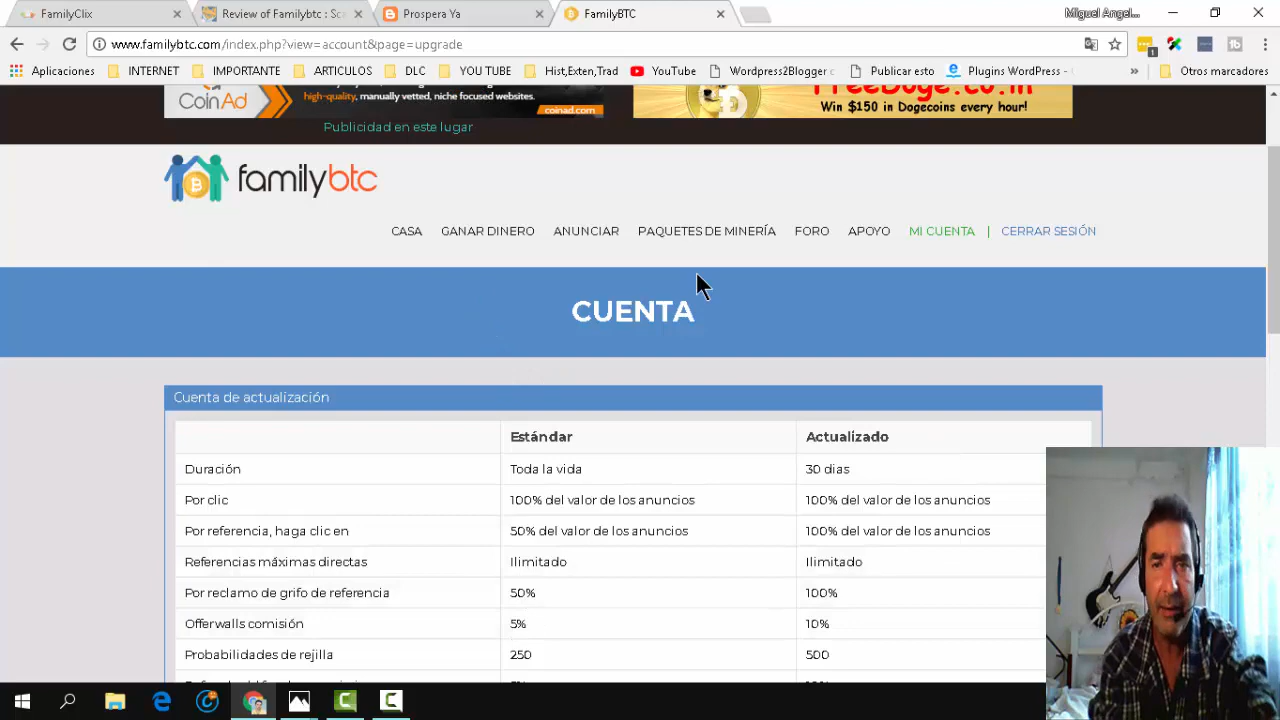 FamilyClix
Review of Familybtc : Sca
Prospera Ya
FamilyBTC
Miguel Angel...
www.familybtc.com/index.php?view=account&page=upgrade
1
Aplicaciones
INTERNET
IMPORTANTE
ARTICULOS
DLC
YOU TUBE
Hist,Exten,Trad
YouTube
Wordpress2Blogger c
Publicar esto
Plugins WordPress - 
»
Otros marcadores
CoinAd
high-quality, manually vetted, niche focused websites.
coinad.com
FreeDoge.co.in
Win $150 in Dogecoins every hour!
Publicidad en este lugar
familybtc
CASA
GANAR DINERO
ANUNCIAR
PAQUETES DE MINERÍA
FORO
APOYO
MI CUENTA
|
CERRAR SESIÓN
CUENTA
Cuenta de actualización
Estándar
Actualizado
Duración
Toda la vida
30 dias
Por clic
100% del valor de los anuncios
100% del valor de los anuncios
Por referencia, haga clic en
50% del valor de los anuncios
100% del valor de los anuncios
Referencias máximas directas
Ilimitado
Ilimitado
Por reclamo de grifo de referencia
50%
100%
Offerwalls comisión
5%
10%
Probabilidades de rejilla
250
500